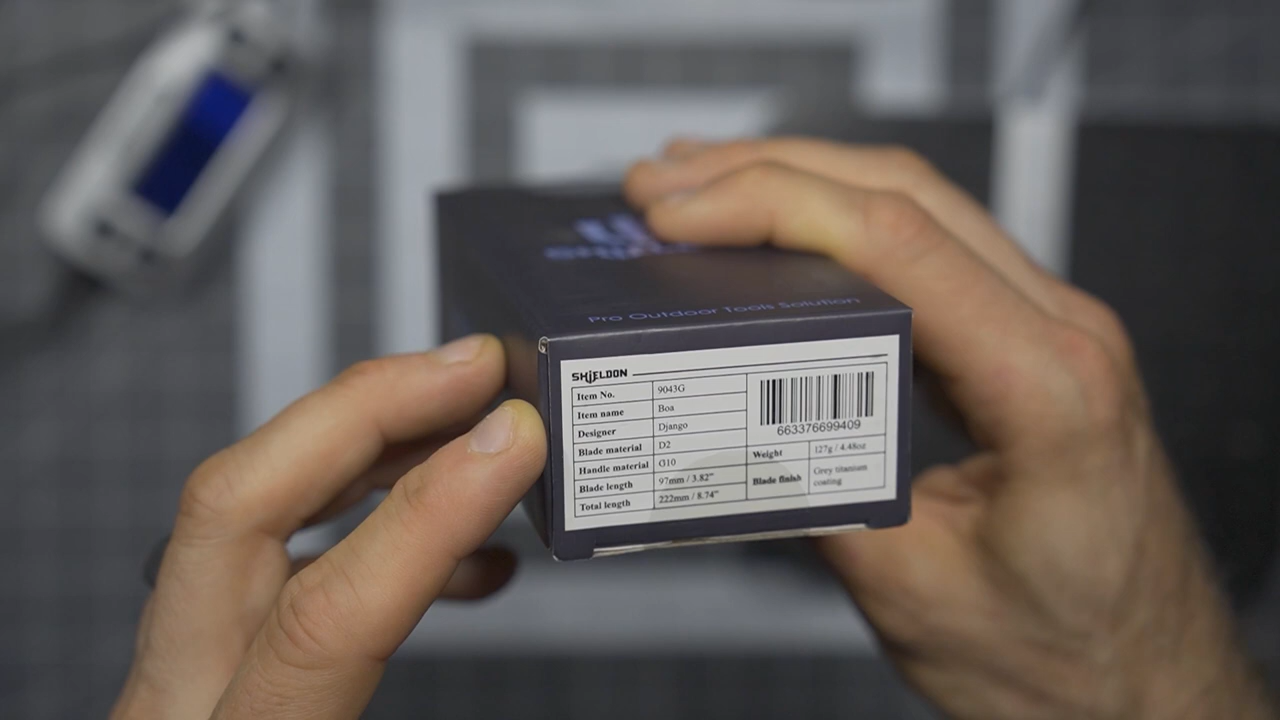 Pro Outdoor Tools Solution
SHiELDON
Item No. 9043G
Item name Boa
Designer Django
Blade material D2
Handle material G10
Blade length 97mm / 3.82"
Total length 222mm / 8.74"
663376699409
Weight 127g / 4.48oz
Blade finish Grey titanium
coating